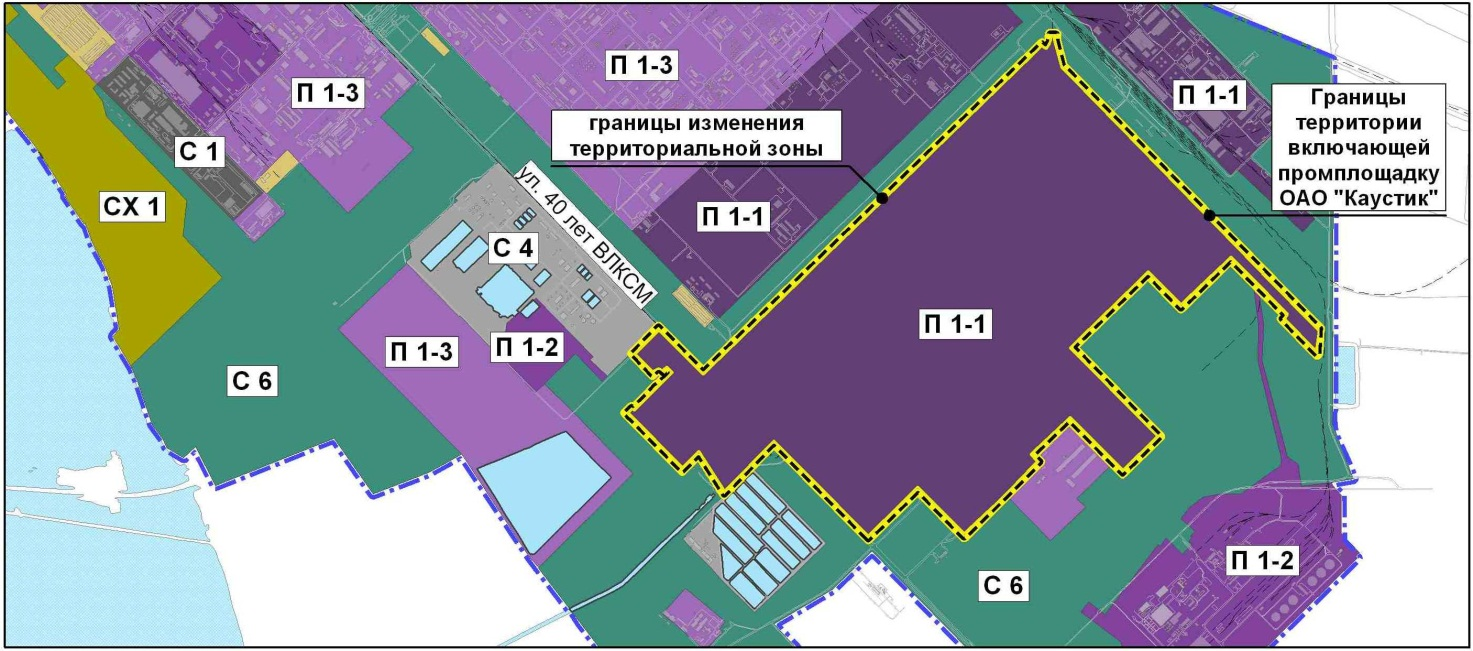 П 1-3
П 1-3
П 1-1
границы изменения
территориальной зоны
Границы
территории
включающей
промплощадку
ОАО "Каустик"
С 1
СХ 1
ул. 40 лет ВЛКСМ
П 1-1
С 4
П 1-1
П 1-3
П 1-2
С 6
П 1-2
С 6